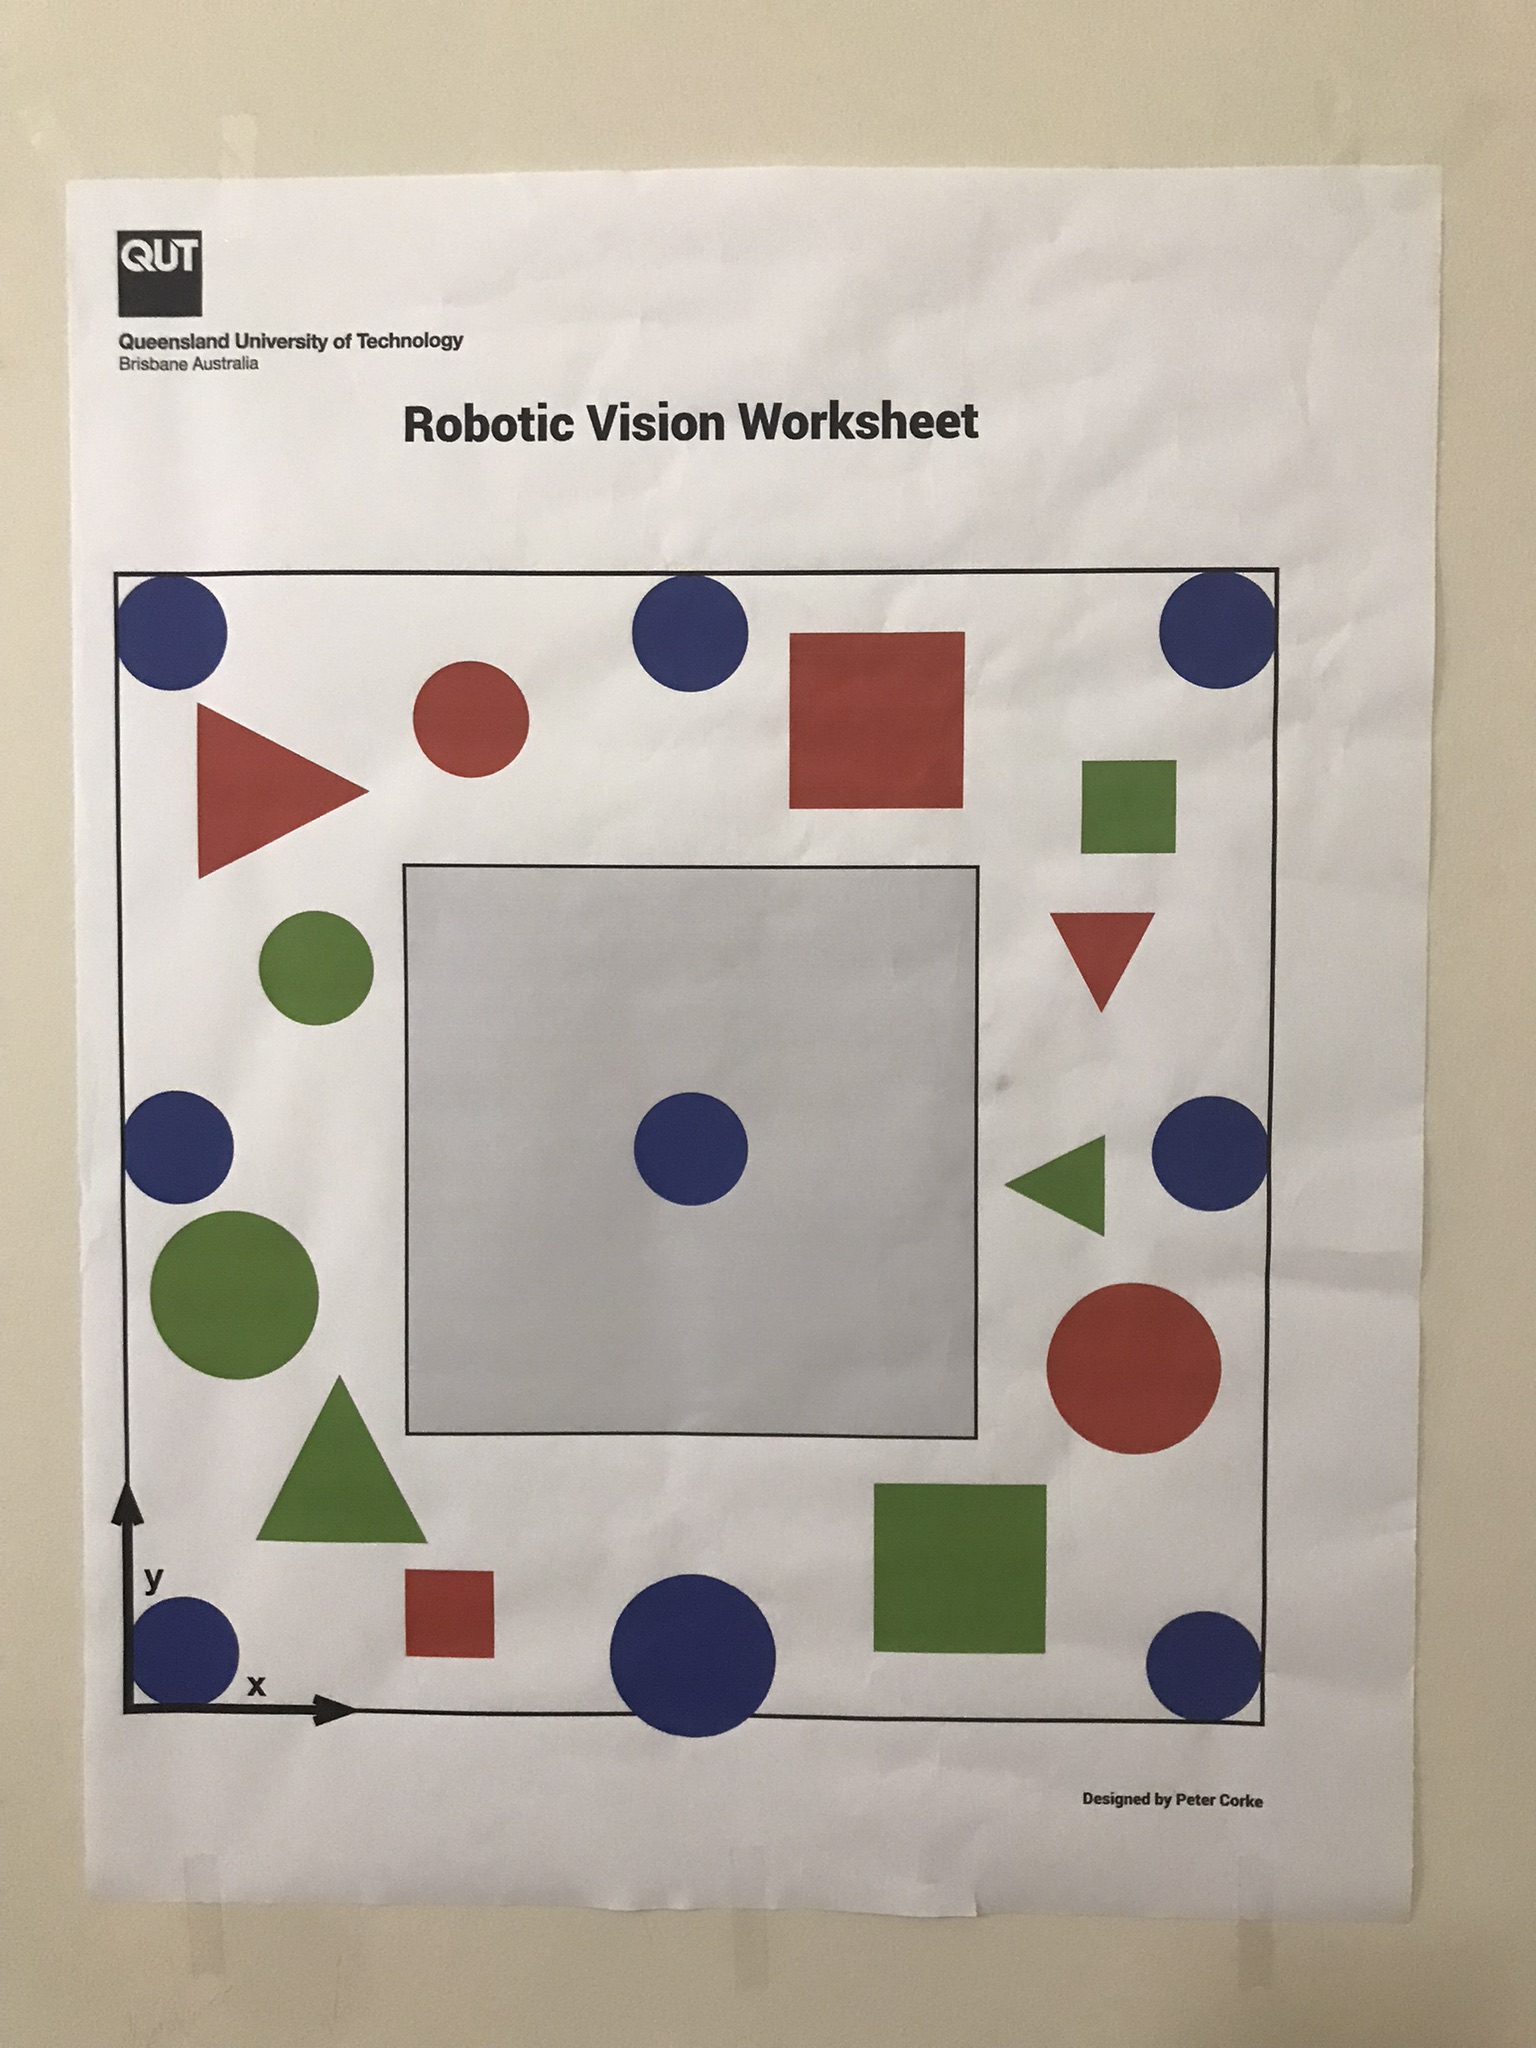 QUT
Queensland University of Technology
Brisbane Australia
Robotic Vision Worksheet
y
x
Designed by Peter Corke